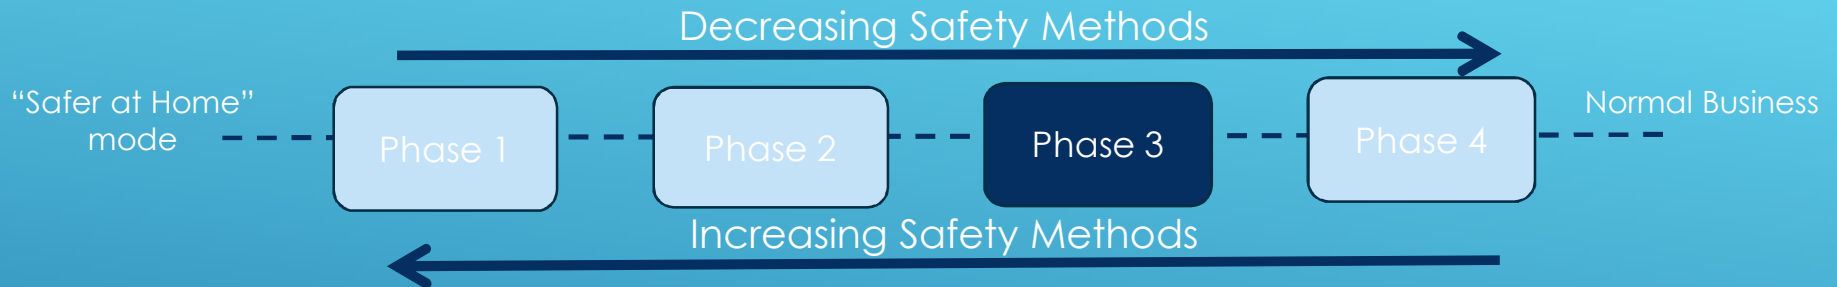 Decreasing Safety Methods
“Safer at Home”
mode
Phase 1
Phase 2
Phase 3
Phase 4
Normal Business
Increasing Safety Methods